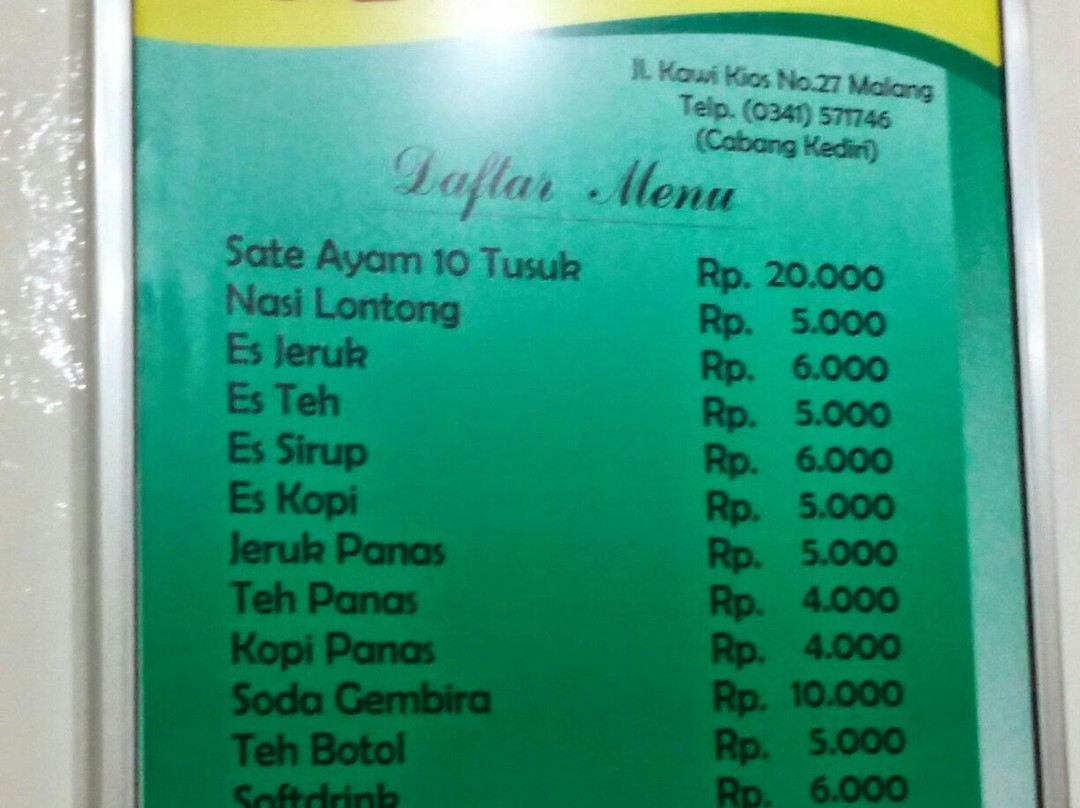 Jl. Kawi Kios No.27 Malang
Telp. (0341) 571746
(Cabang Kediri)
Daftar Menu
Sate Ayam 10 Tusuk Rp. 20.000
Nasi Lontong Rp. 5.000
Es Jeruk Rp. 6.000
Es Teh Rp. 5.000
Es Sirup Rp. 6.000
Es Kopi Rp. 5.000
Jeruk Panas Rp. 5.000
Teh Panas Rp. 4.000
Kopi Panas Rp. 4.000
Soda Gembira Rp. 10.000
Teh Botol Rp. 5.000
Softdrink Rp. 6.000